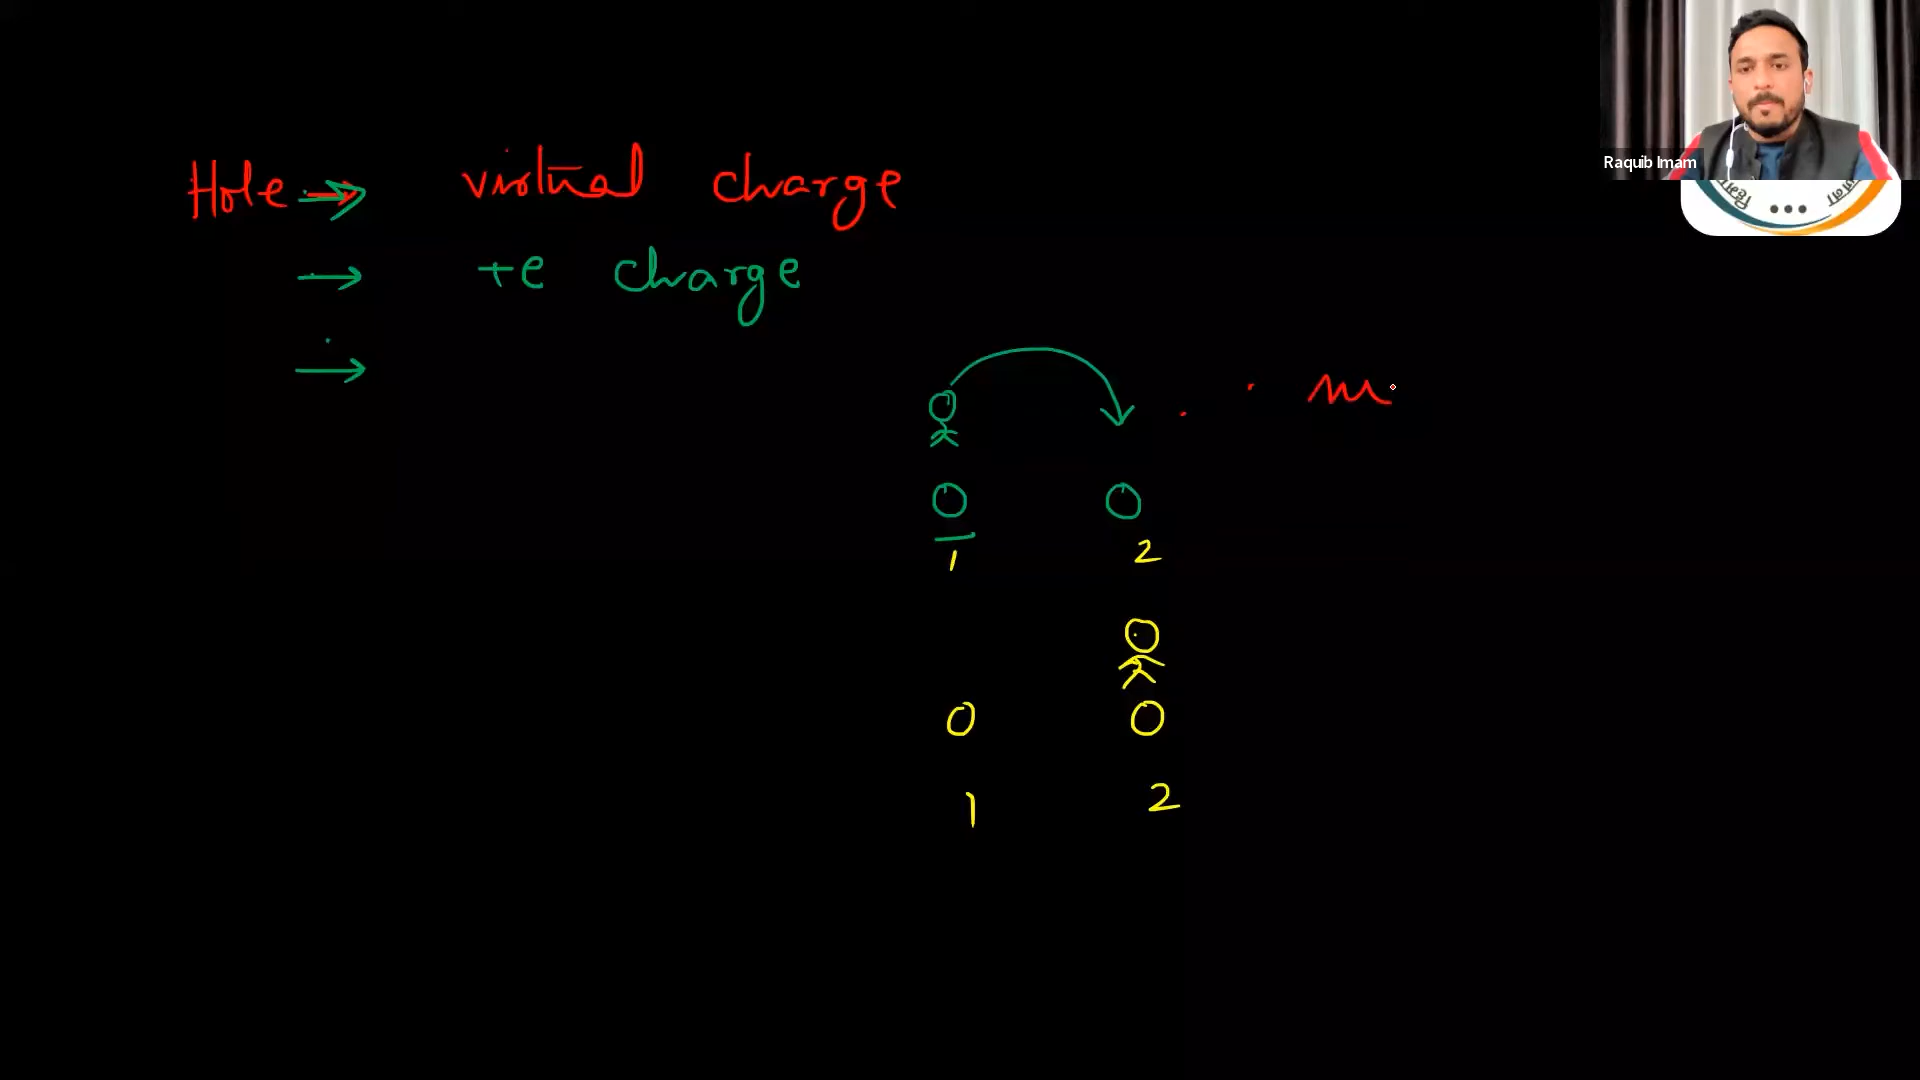 Hole → virtual charge
→ +e charge
→
Raquib Imam
m
1 2
1 2